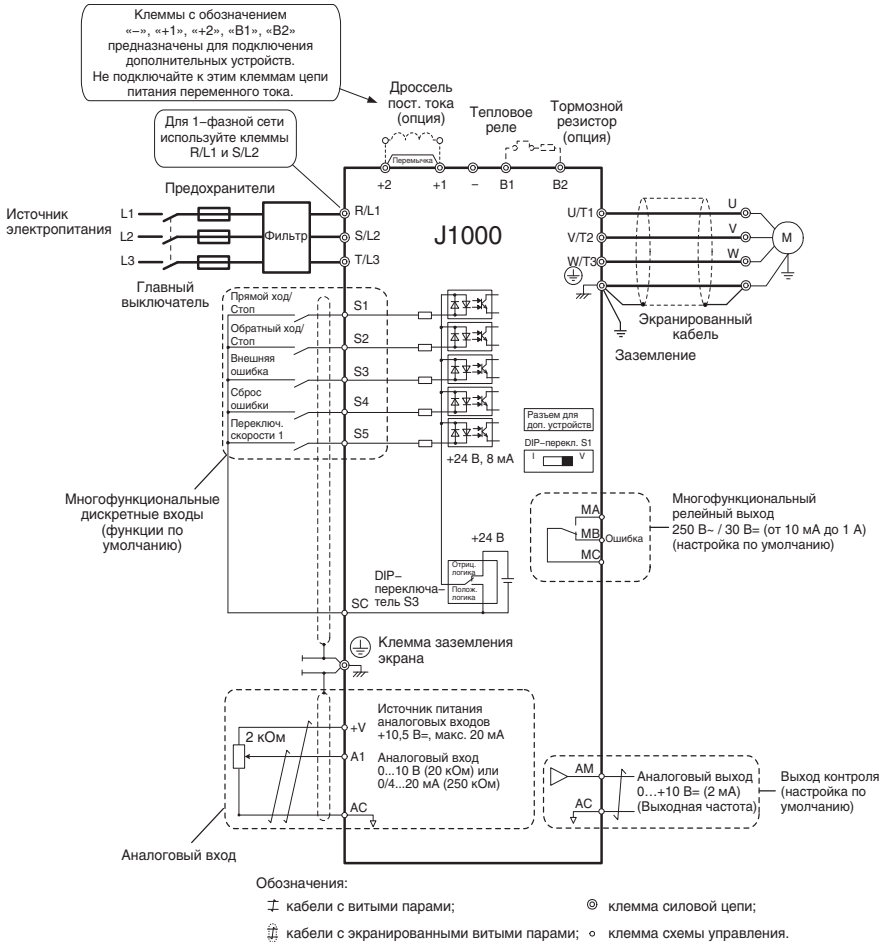 Клеммы с обозначением
«–», «+1», «+2», «B1», «B2»
предназначены для подключения
дополнительных устройств.
Не подключайте к этим клеммам цепи
питания переменного тока.
Дроссель
пост. тока
(опция)
Тепловое
реле
Тормозной
резистор
(опция)
Для 1–фазной сети
используйте клеммы
R/L1 и S/L2
Перемычка
+2
+1
–
B1
B2
Предохранители
Источник
электропитания
L1
L2
L3
Фильтр
R/L1
S/L2
T/L3
J1000
U/T1
V/T2
W/T3
U
V
W
M
Главный
выключатель
Экранированный
кабель
Заземление
Прямой ход/
Стоп
S1
Обратный ход/
Стоп
S2
Внешняя
ошибка
S3
Сброс
ошибки
S4
Переключ.
скорости 1
S5
+24 В, 8 мА
Разъем для
доп. устройств
DIP–перекл. S1
I
V
Многофункциональные
дискретные входы
(функции по
умолчанию)
MA
MB
MC
Ошибка
Многофункциональный
релейный выход
250 В~ / 30 В= (от 10 мА до 1 А)
(настройка по умолчанию)
+24 В
Отриц.
логика
Полож.
логика
DIP–
переключа–
тель S3
SC
Клемма заземления
экрана
2 кОм
+V
Источник питания
аналоговых входов
+10,5 В=, макс. 20 мА
A1
Аналоговый вход
0...10 В (20 кОм) или
0/4...20 мА (250 кОм)
AC
Аналоговый вход
AM
AC
Аналоговый выход
0…+10 В= (2 мА)
(Выходная частота)
Выход контроля
(настройка по
умолчанию)
Обозначения:
кабели с витыми парами;
клемма силовой цепи;
кабели с экранированными витыми парами;
клемма схемы управления.